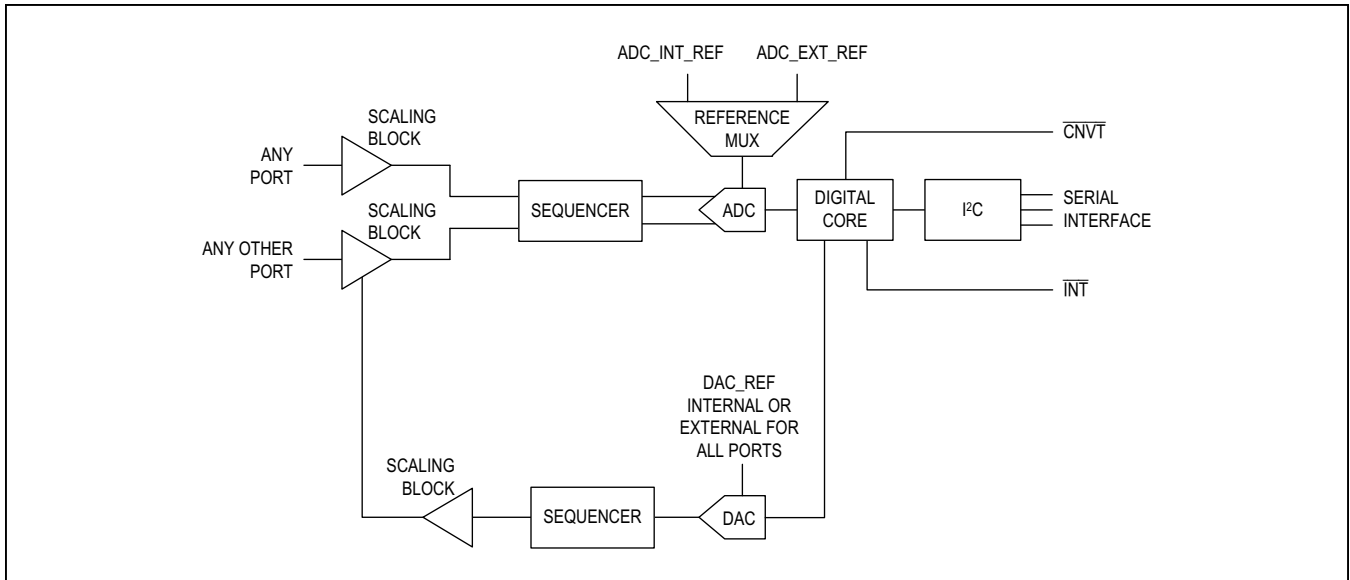 ADC_INT_REF
ADC_EXT_REF
SCALING
BLOCK
REFERENCE
MUX
CNVT
ANY
PORT
SCALING
BLOCK
SEQUENCER
ADC
DIGITAL
CORE
I²C
SERIAL
INTERFACE
ANY OTHER
PORT
INT
DAC_REF
INTERNAL OR
EXTERNAL FOR
ALL PORTS
SCALING
BLOCK
SEQUENCER
DAC